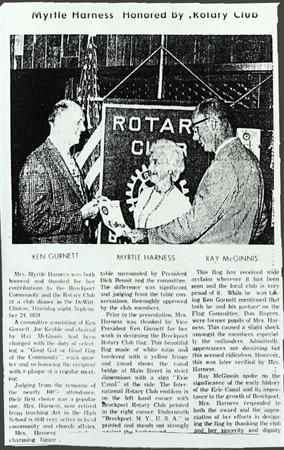 Myrtle Harness Honored by Rotary Club
ROTAR
CLUB
KEN GURNETT
MYRTLE HARNESS
RAY McGINNIS
Mrs. Myrtle Harness was both
honored and thanked for her
contributions to the Brockport
Community and the Rotary Club
at a club dinner in the DeWitt
Clinton, Thursday night, Septem-
ber 24, 1970.
A committee consisting of Ken
Gurnett, Joe Keable and chaired
by Ray McGinnis had been
charged with the duty of select-
ing a "Good Gal or Good Guy
of the Community", each quar-
ter and so honoring the recipient
with a plaque at a regular meet-
ing.
Judging from the response of
the nearly 100% attendance,
their first choice was a popular
one. Mrs. Harness, now retired
from teaching Art in the High
School is still very active in local
community and church affairs.
charming figure
table surrounded by President
Dick Benoit and the committee.
The difference was significant
and judging from the table con-
versations, thoroughly approved
by the club members.
Prior to the presentation, Mrs.
Harness was thanked by Vice
President Ken Gurnett for her
work in designing the Brockport
Rotary Club flag. This beautiful
flag made of white satin and
bordered with a yellow fringe
and tassel shows the canal
bridge at Main Street in strict
dimensions with a sign "Erie
Canal" at the side. The Inter-
national Rotary Club emblem is
on the left hand corner with
Brockport Rotary Club printed
in the right corner. Underneath
"Brockport, N. Y., U. S. A." is
printed and stands out strongly
This flag has received wide
acclaim wherever it has been
seen and the local club is very
proud of it. While he was talk-
ing Ken Gurnett mentioned that
both he and his partner on the
Flag Committee, Don Rogers,
were former pupils of Mrs. Har-
ness. This caused a slight shock
amongst the members, especially
the outlanders. Admittedly
appearances are deceiving but
this seemed ridiculous. However,
this was later verified by Mrs.
Harness.
Ray McGinnis spoke on the
significance of the early history
of the Erie Canal and its impor-
tance to the growth of Brockport.
Mrs. Harness responded to
both the award and the appreci-
ation of her efforts in design-
ing the flag by thanking the club
and her sincerity and dignity